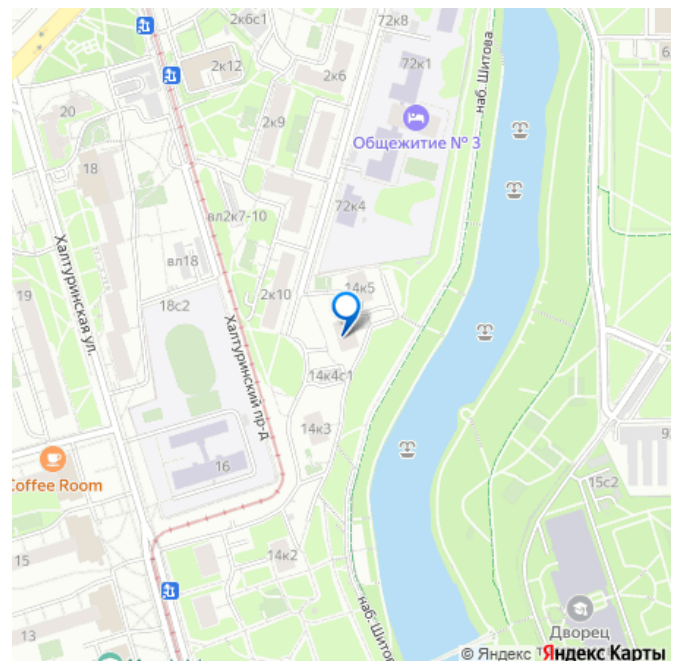 2к6с1
72к8
наб. Шитова
2к12
2к6
72к1
20
2к9
Общежитие № 3
18
72к4
вл2к7-10
Халтуринская ул.
вл18
19
14к5
18с2
2к10
Халтуринский пр-д
14к4с1
14к3
16
Coffee Room
15с2
15
14к2
13
наб. Шитова
Дворец
© Яндекс
Яндекс Карты